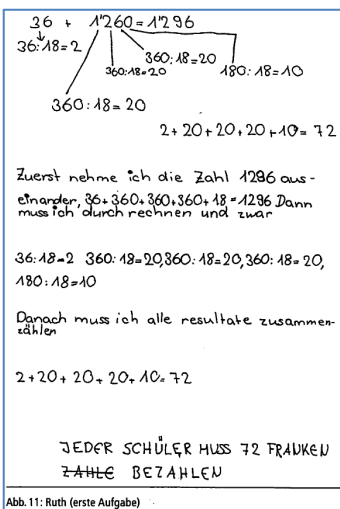 36 + 1'260 = 1'296
36:18=2
360:18=20
360:18=20
180:18=10
360:18=20
2+20+20+20+10= 72
Zuerst nehme ich die Zahl 1296 aus-
einander, 36+360+360+360+18 =1296 Dann
muss ich durch rechnen und zwar
36:18=2 360:18=20, 360:18=20, 360:18=20,
180:18=10
Danach muss ich alle resultate zusammen-
zählen
2+20+20+20+10= 72
JEDER SCHÜLER MUSS 72 FRANKEN
ZAHLE BEZAHLEN
Abb. 11: Ruth (erste Aufgabe)